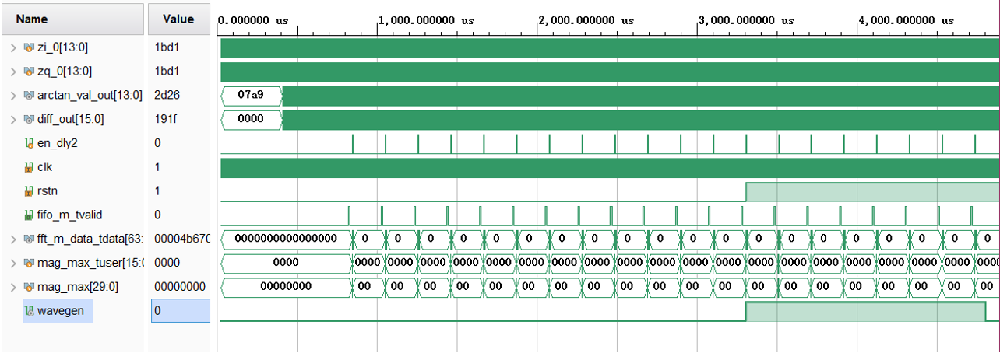 Name Value 0.000000 us 1,000.000000 us 2,000.000000 us 3,000.000000 us 4,000.000000 us
zi_0[13:0] 1bd1
zq_0[13:0] 1bd1
arctan_val_out[13:0] 2d26 07a9
diff_out[15:0] 191f 0000
en_dly2 0
clk 1
rstn 1
fifo_m_tvalid 0
fft_m_data_tdata[63: 00004b670 0000000000000000 0 0 0 0 0 0 0 0 0 0 0 0 0 0 0 0 0 0 0 0
mag_max_tuser[15:0 0000 0000 0000 0000 0000 0000 0000 0000 0000 0000 0000 0000 0000 0000 0000 0000 0000 0000 0000 0000 0000 0000
mag_max[29:0] 00000000 00000000 00 00 00 00 00 00 00 00 00 00 00 00 00 00 00 00 00 00 00 00
wavegen 0